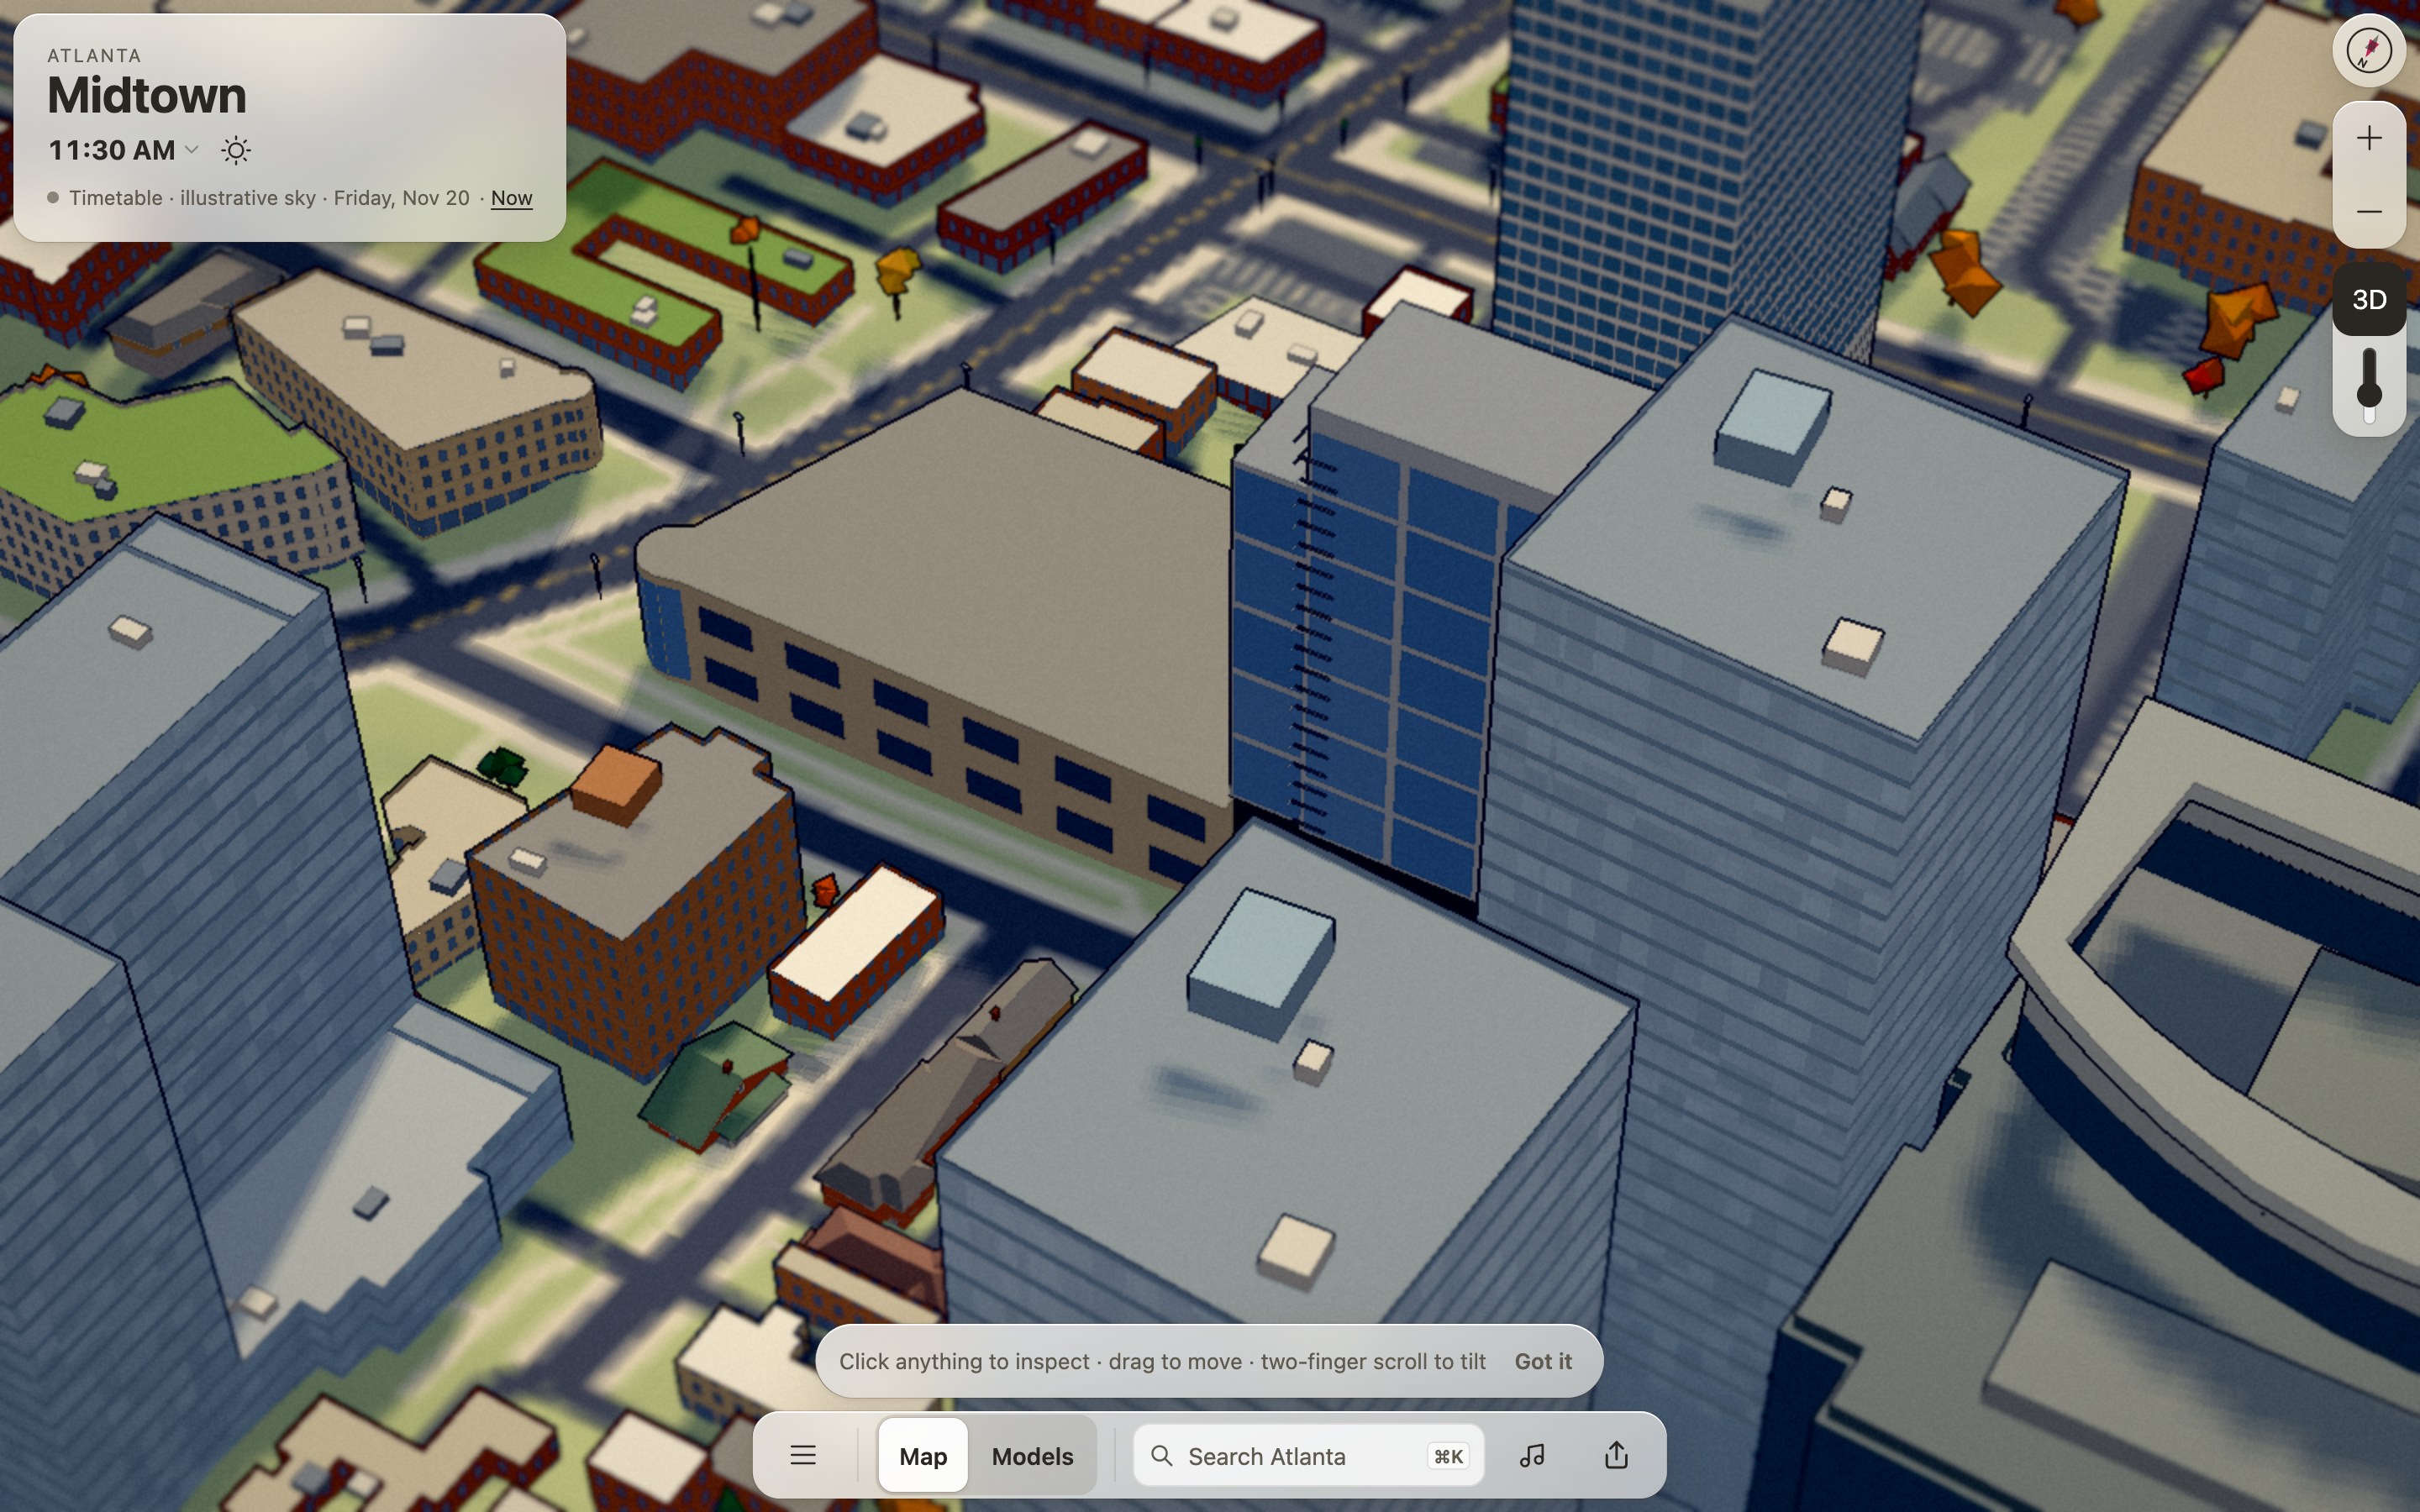 ATLANTA
Midtown
11:30 AM
Timetable · illustrative sky · Friday, Nov 20 · Now
N
3D
Click anything to inspect · drag to move · two-finger scroll to tilt Got it
Map Models Search Atlanta ⌘K